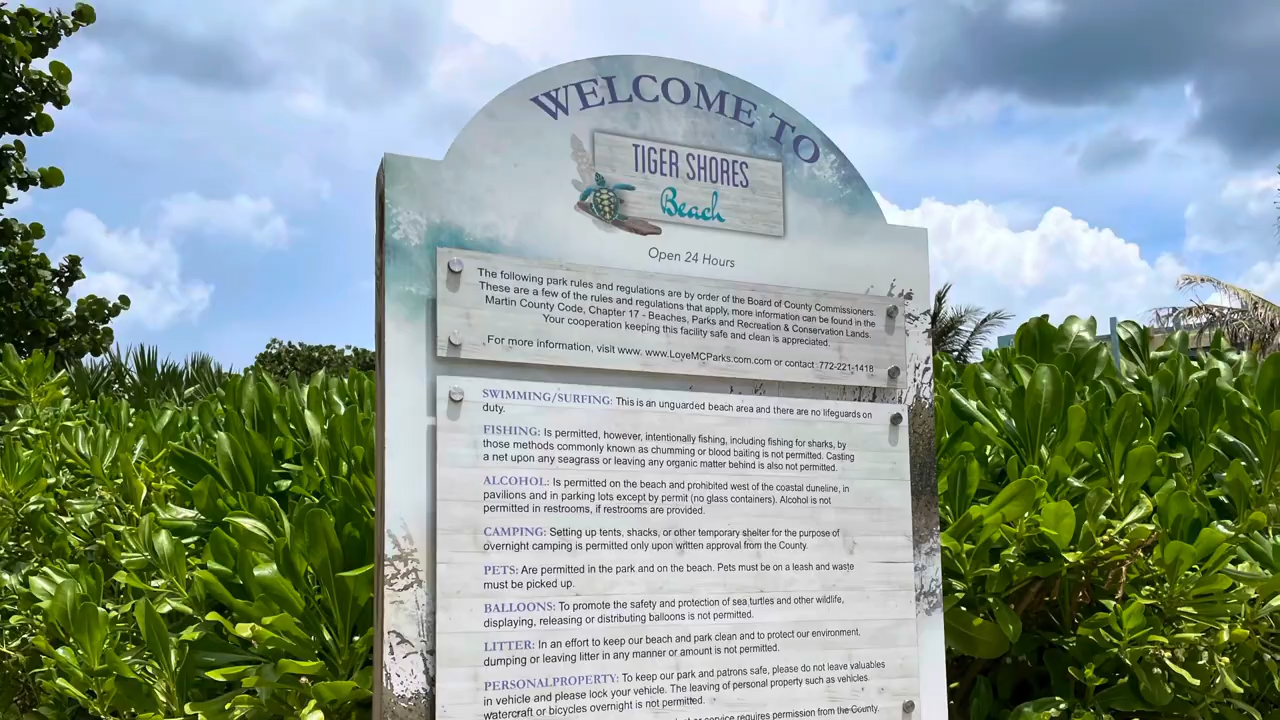 WELCOME TO
TIGER SHORES
Beach
Open 24 Hours
The following park rules and regulations are by order of the Board of County Commissioners.
These are a few of the rules and regulations that apply, more information can be found in the
Martin County Code, Chapter 17 - Beaches, Parks and Recreation & Conservation Lands.
Your cooperation keeping this facility safe and clean is appreciated.
For more information, visit www. www.LoveMCParks.com.com or contact :772-221-1418
SWIMMING/SURFING: This is an unguarded beach area and there are no lifeguards on
duty.
FISHING: Is permitted, however, intentionally fishing, including fishing for sharks, by
those methods commonly known as chumming or blood baiting is not permitted. Casting
a net upon any seagrass or leaving any organic matter behind is also not permitted.
ALCOHOL: Is permitted on the beach and prohibited west of the coastal duneline, in
pavilions and in parking lots except by permit (no glass containers). Alcohol is not
permitted in restrooms, if restrooms are provided.
CAMPING: Setting up tents, shacks, or other temporary shelter for the purpose of
overnight camping is permitted only upon written approval from the County.
PETS: Are permitted in the park and on the beach. Pets must be on a leash and waste
must be picked up.
BALLOONS: To promote the safety and protection of sea turtles and other wildlife,
displaying, releasing or distributing balloons is not permitted.
LITTER: In an effort to keep our beach and park clean and to protect our environment,
dumping or leaving litter in any manner or amount is not permitted.
PERSONALPROPERTY: To keep our park and patrons safe, please do not leave valuables
in vehicle and please lock your vehicle. The leaving of personal property such as vehicles,
watercraft or bicycles overnight is not permitted.
or service requires permission from the County.